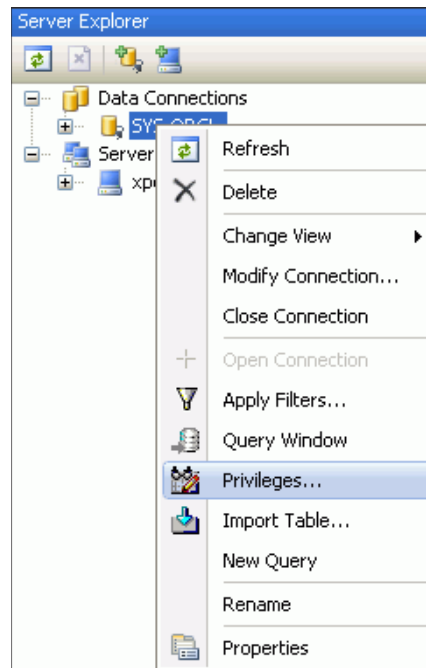 Server Explorer
Data Connections
Refresh
Server
Delete
Change View
Modify Connection...
Close Connection
Open Connection
Apply Filters...
Query Window
Privileges...
Import Table...
New Query
Rename
Properties